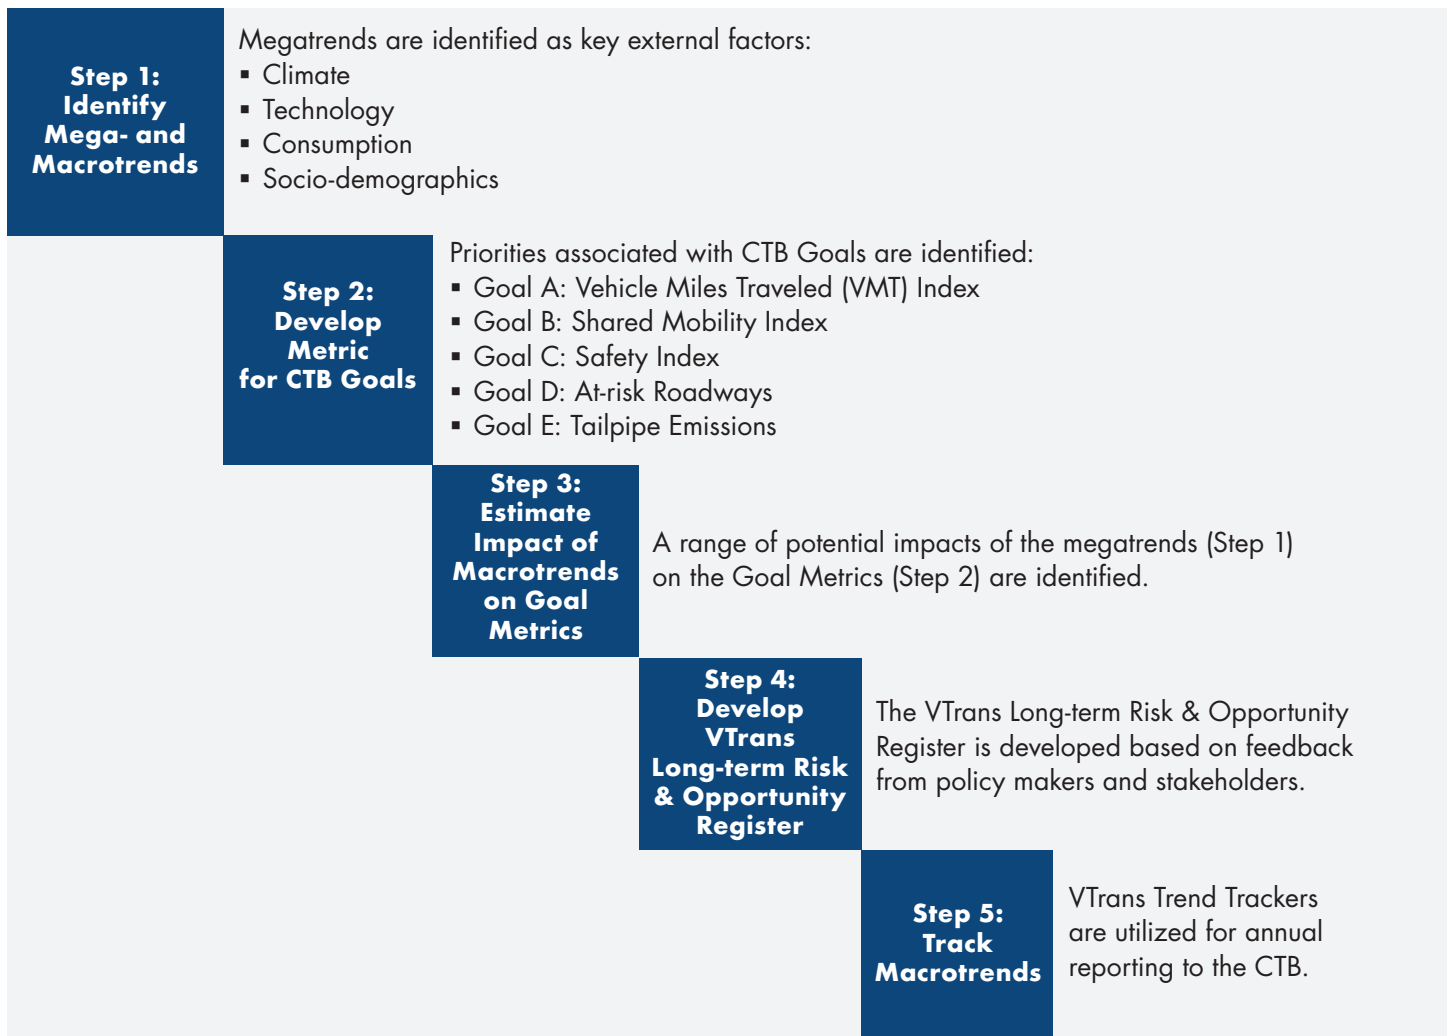 Step 1:
Identify
Mega- and
Macrotrends
Megatrends are identified as key external factors:
▪ Climate
▪ Technology
▪ Consumption
▪ Socio-demographics
Step 2:
Develop
Metric
for CTB Goals
Priorities associated with CTB Goals are identified:
▪ Goal A: Vehicle Miles Traveled (VMT) Index
▪ Goal B: Shared Mobility Index
▪ Goal C: Safety Index
▪ Goal D: At-risk Roadways
▪ Goal E: Tailpipe Emissions
Step 3:
Estimate
Impact of
Macrotrends
on Goal
Metrics
A range of potential impacts of the megatrends (Step 1)
on the Goal Metrics (Step 2) are identified.
Step 4:
Develop
VTrans
Long-term Risk
& Opportunity
Register
The VTrans Long-term Risk & Opportunity
Register is developed based on feedback
from policy makers and stakeholders.
Step 5:
Track
Macrotrends
VTrans Trend Trackers
are utilized for annual
reporting to the CTB.